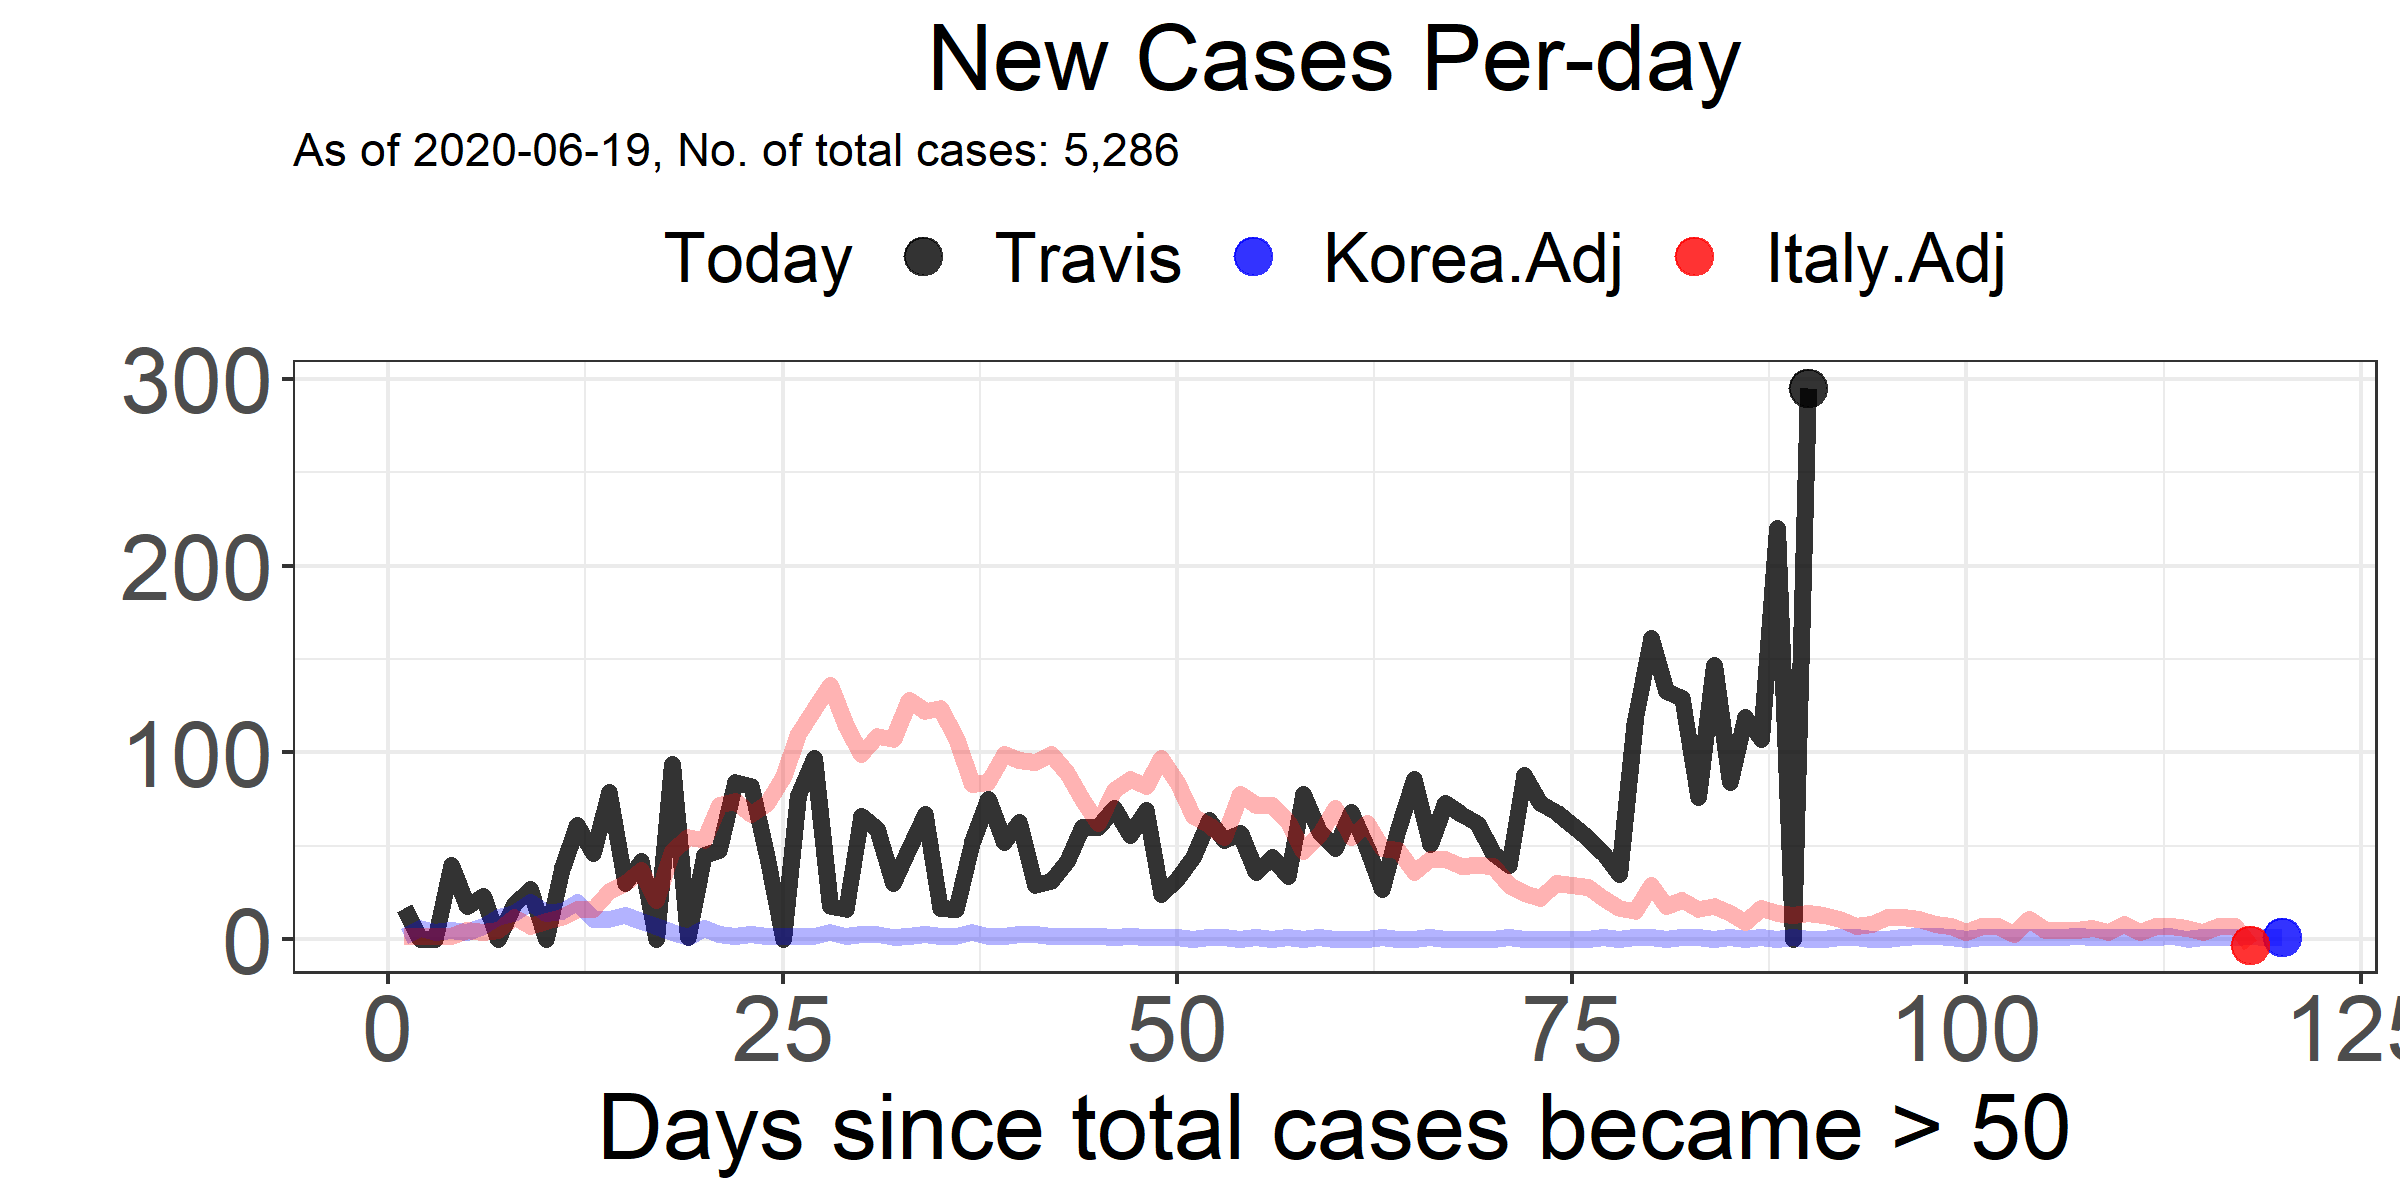 New Cases Per-day
As of 2020-06-19, No. of total cases: 5,286
Today Travis Korea.Adj Italy.Adj
300
200
100
0
0 25 50 75 100 125
Days since total cases became > 50